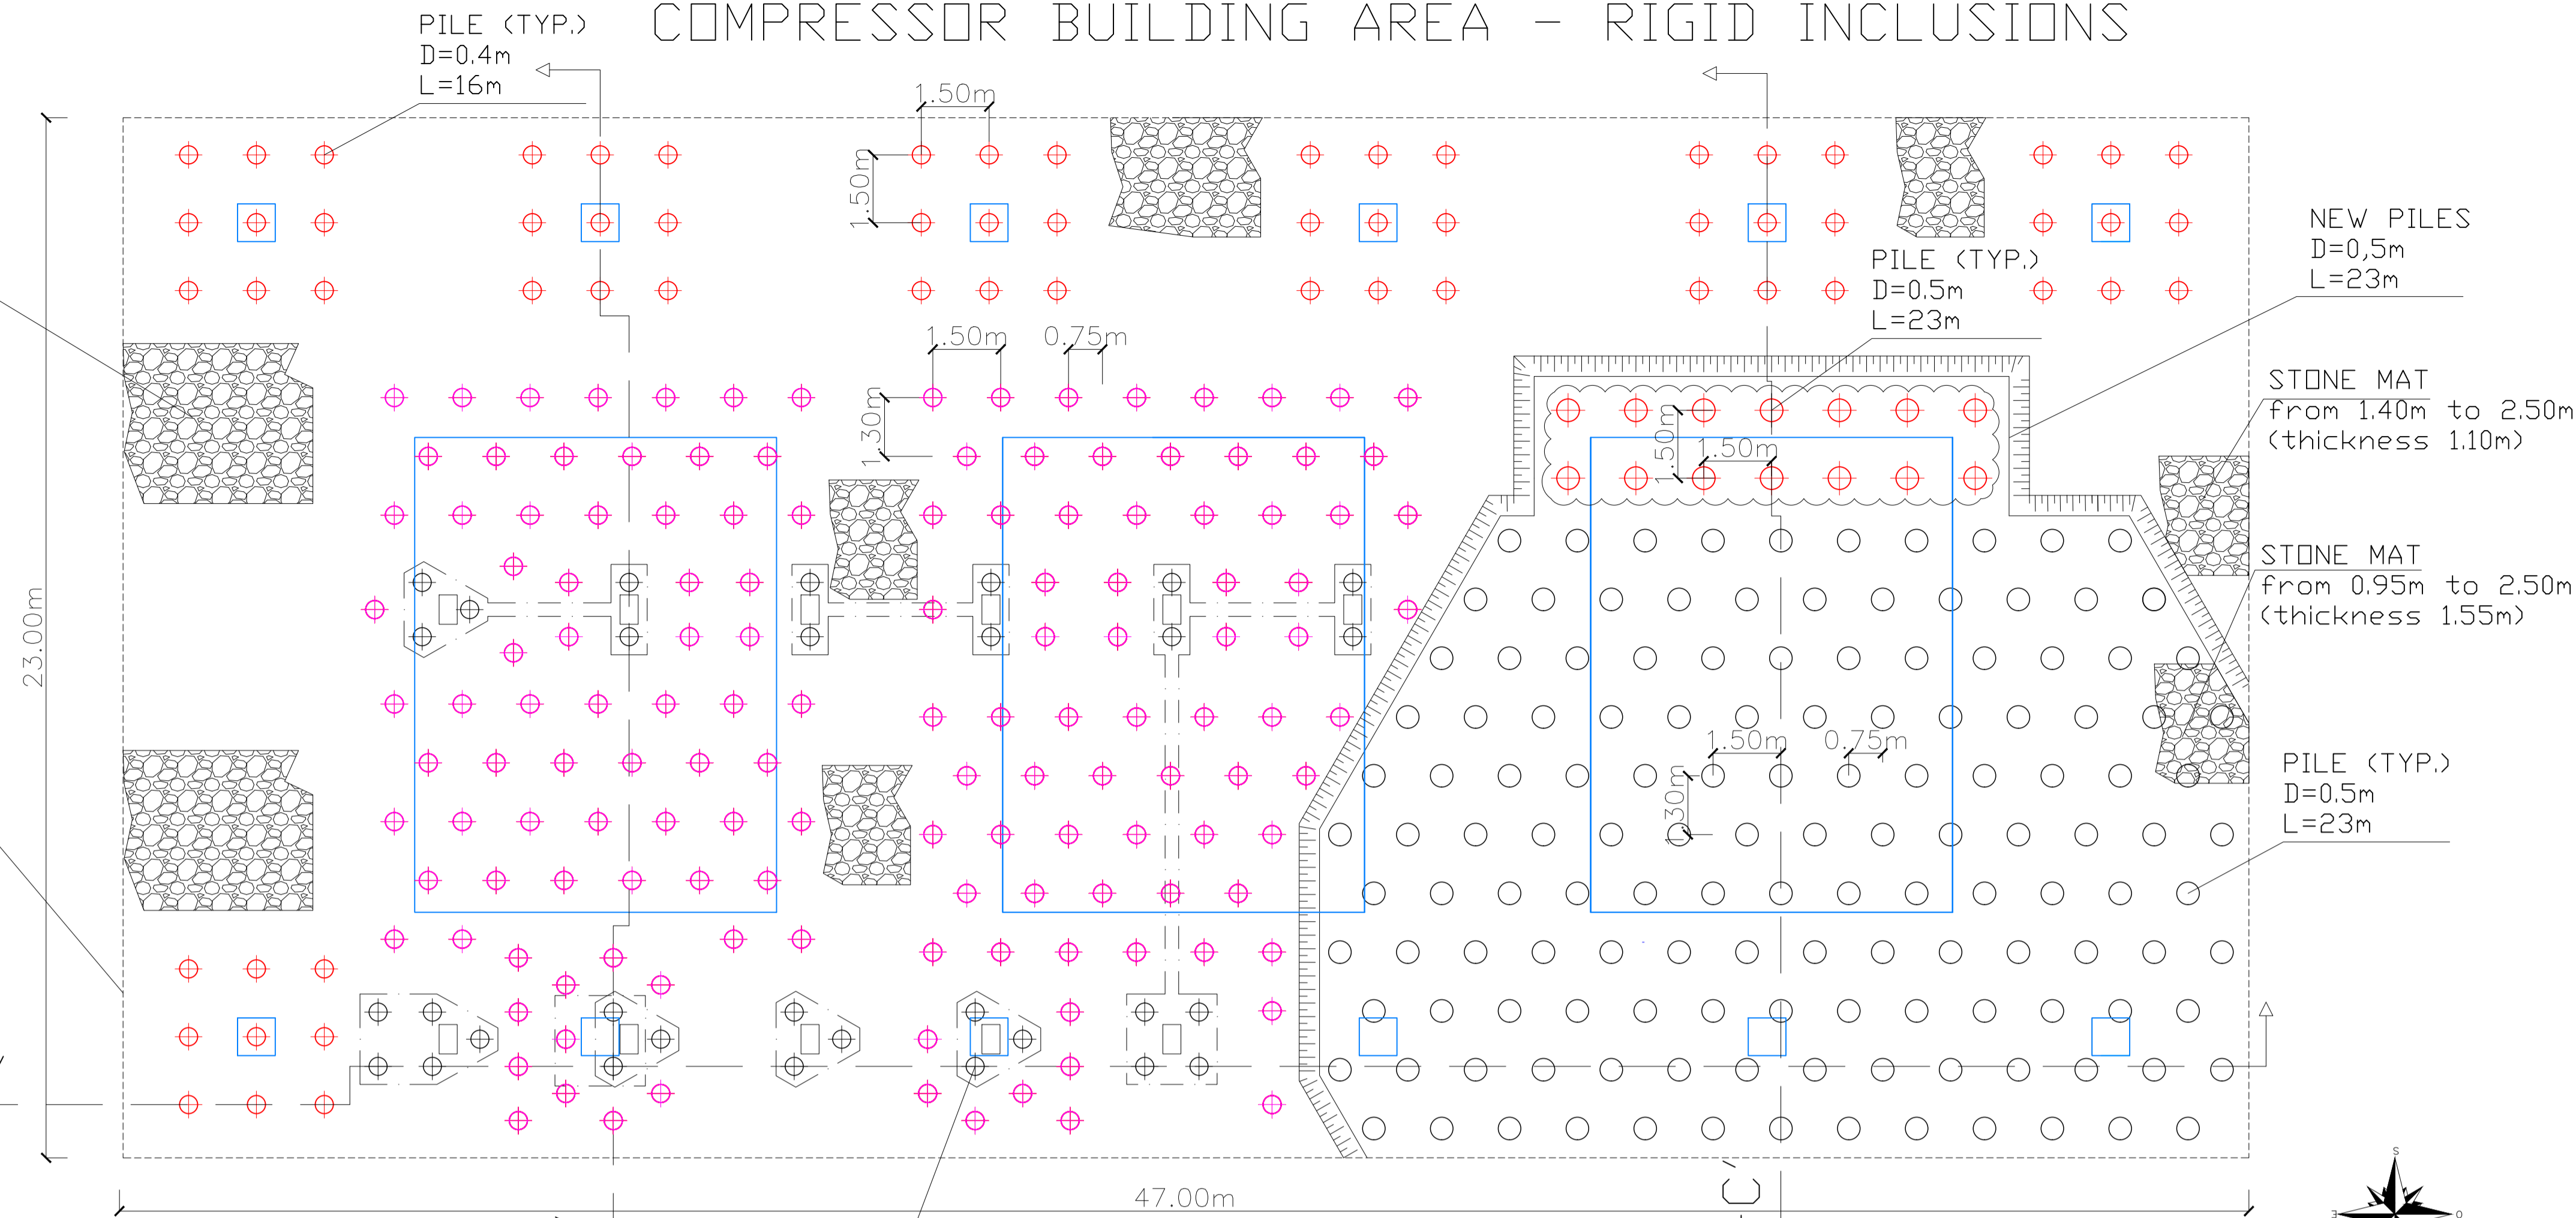 COMPRESSOR BUILDING AREA - RIGID INCLUSIONS
PILE (TYP.)
D=0.4m
L=16m
1.50m
1.50m
NEW PILES
D=0,5m
L=23m
PILE (TYP.)
D=0.5m
L=23m
1.50m
0.75m
1.30m
1.50m
1.50m
STONE MAT
from 1.40m to 2.50m
(thickness 1.10m)
STONE MAT
from 0.95m to 2.50m
(thickness 1.55m)
23.00m
1.50m
0.75m
1.30m
PILE (TYP.)
D=0.5m
L=23m
47.00m
C'
S
E
O